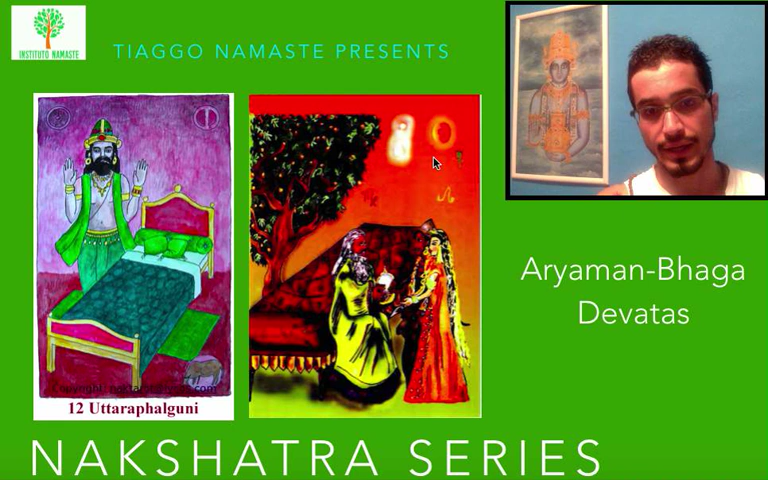 INSTITUTO NAMASTE
TIAGGO NAMASTE PRESENTS
Aryaman-Bhaga
Devatas
12 Uttaraphalguni
NAKSHATRA SERIES